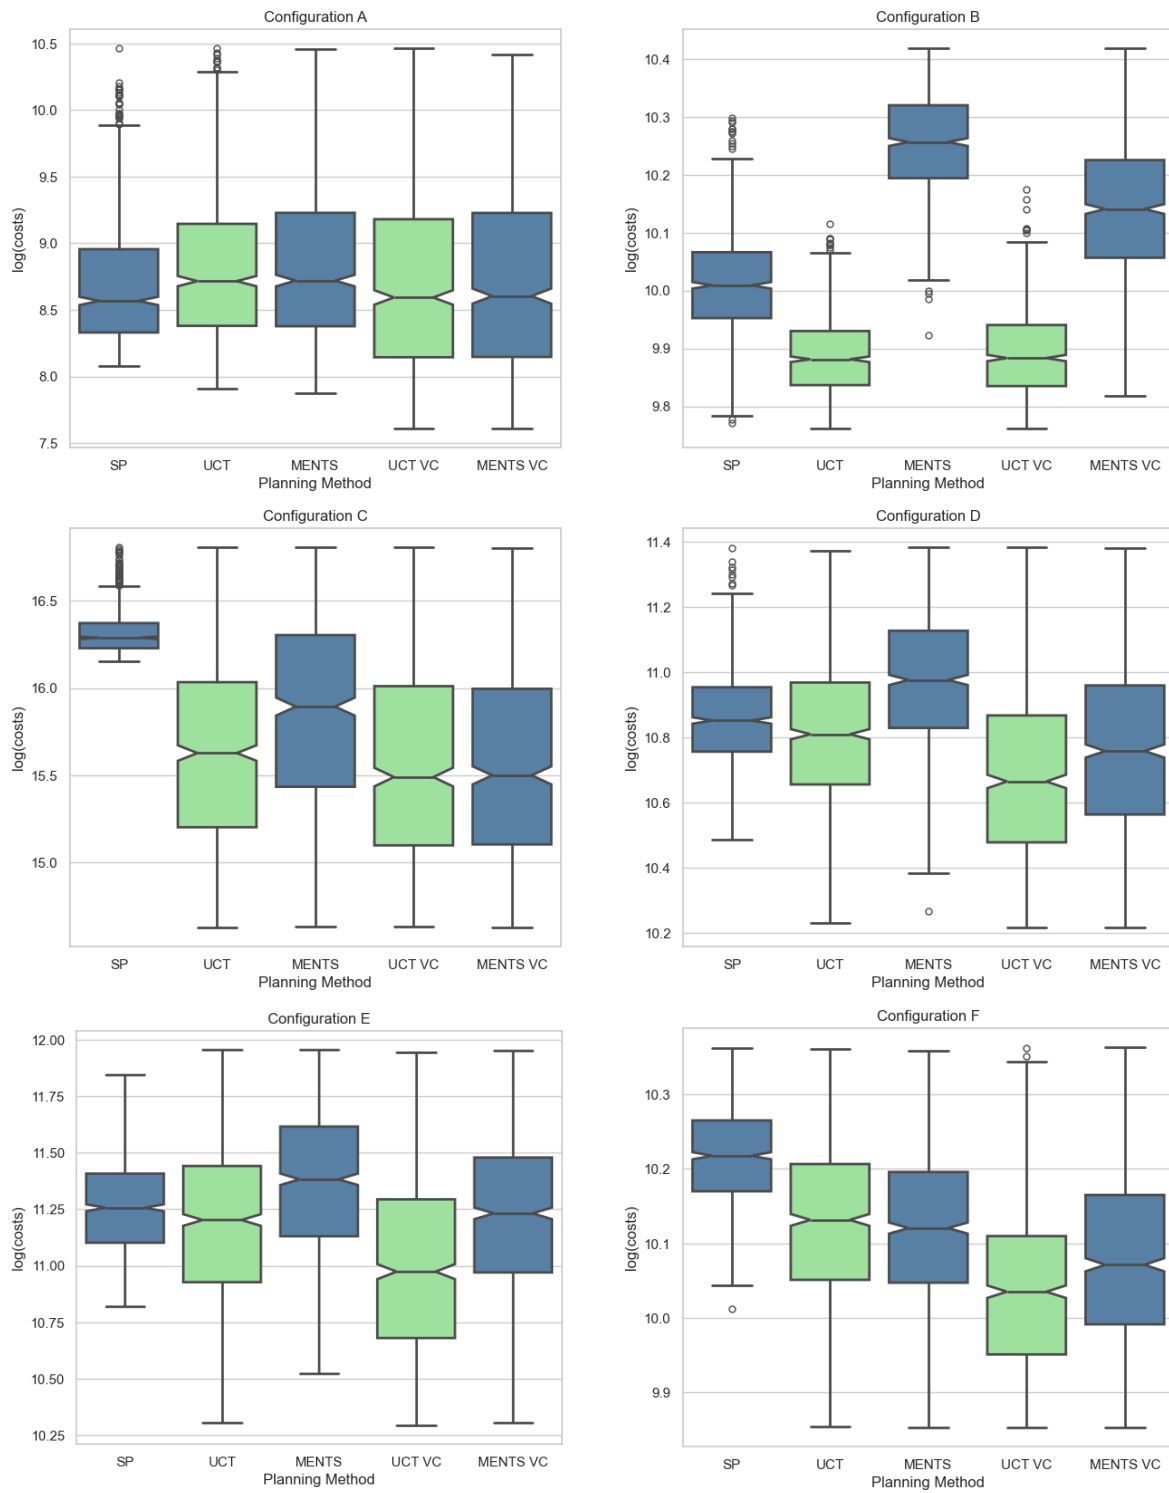 Configuration A
10.5
10.0
9.5
9.0
8.5
8.0
7.5
log(costs)
SP UCT MENTS UCT VC MENTS VC
Planning Method
Configuration B
10.4
10.3
10.2
10.1
10.0
9.9
9.8
log(costs)
SP UCT MENTS UCT VC MENTS VC
Planning Method
Configuration C
16.5
16.0
15.5
15.0
log(costs)
SP UCT MENTS UCT VC MENTS VC
Planning Method
Configuration D
11.4
11.2
11.0
10.8
10.6
10.4
10.2
log(costs)
SP UCT MENTS UCT VC MENTS VC
Planning Method
Configuration E
12.00
11.75
11.50
11.25
11.00
10.75
10.50
10.25
log(costs)
SP UCT MENTS UCT VC MENTS VC
Planning Method
Configuration F
10.3
10.2
10.1
10.0
9.9
log(costs)
SP UCT MENTS UCT VC MENTS VC
Planning Method